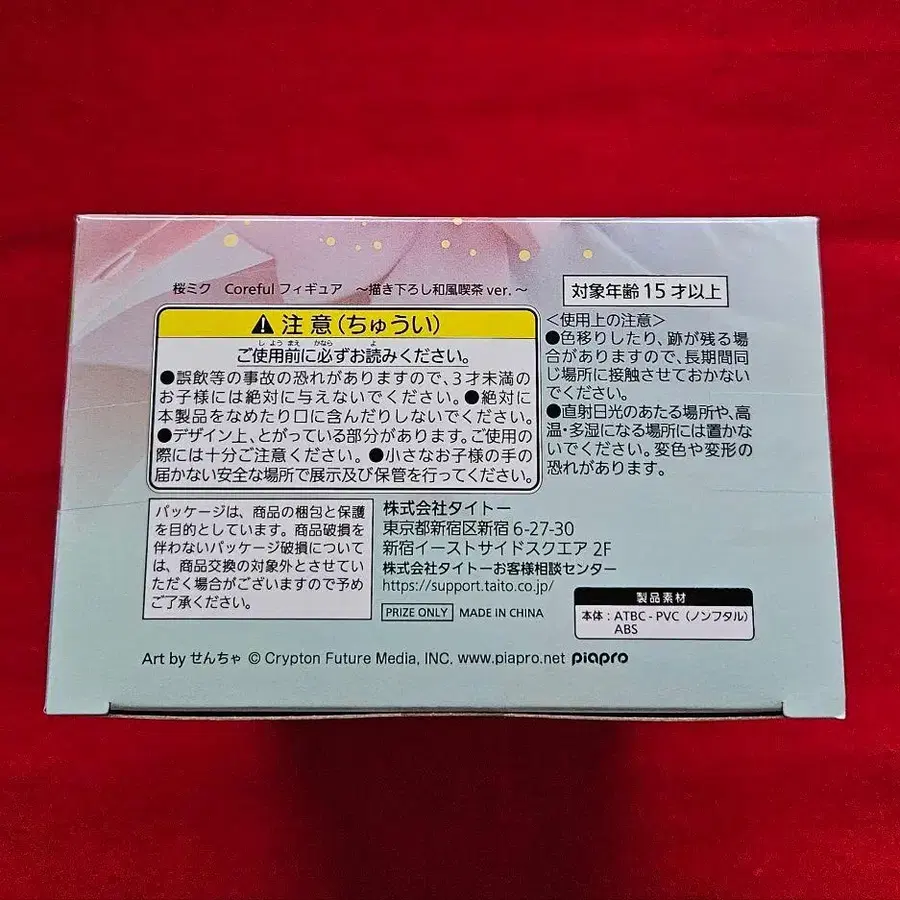 桜ミク Coreful フィギュア ～描き下ろし和風喫茶 ver.～
対象年齢 15 才以上
注意(ちゅうい)
しようまえ かなら よ
ご使用前に必ずお読みください。
●誤飲等の事故の恐れがありますので、3才未満の
お子様には絶対に与えないでください。●絶対に
本製品をなめたり口に含んだりしないでください。
●デザイン上、とがっている部分があります。ご使用の
際には十分ご注意ください。●小さなお子様の手の
届かない安全な場所で展示及び保管を行ってください。
＜使用上の注意＞
●色移りしたり、跡が残る場
合がありますので、長期間同
じ場所に接触させておかない
でください。
●直射日光のあたる場所や、高
温・多湿になる場所には置かな
いでください。変色や変形の
恐れがあります。
パッケージは、商品の梱包と保護
を目的としています。商品破損を
伴わないパッケージ破損について
は、商品交換の対象外とさせてい
ただく場合がございますので予め
ご了承ください。
株式会社タイトー
東京都新宿区新宿 6-27-30
新宿イーストサイドスクエア 2F
株式会社タイトーお客様相談センター
https://support.taito.co.jp/
PRIZE ONLY MADE IN CHINA
製品素材
本体：ATBC-PVC（ノンフタル）
ABS
Art by せんちゃ © Crypton Future Media, INC. www.piapro.net piapro